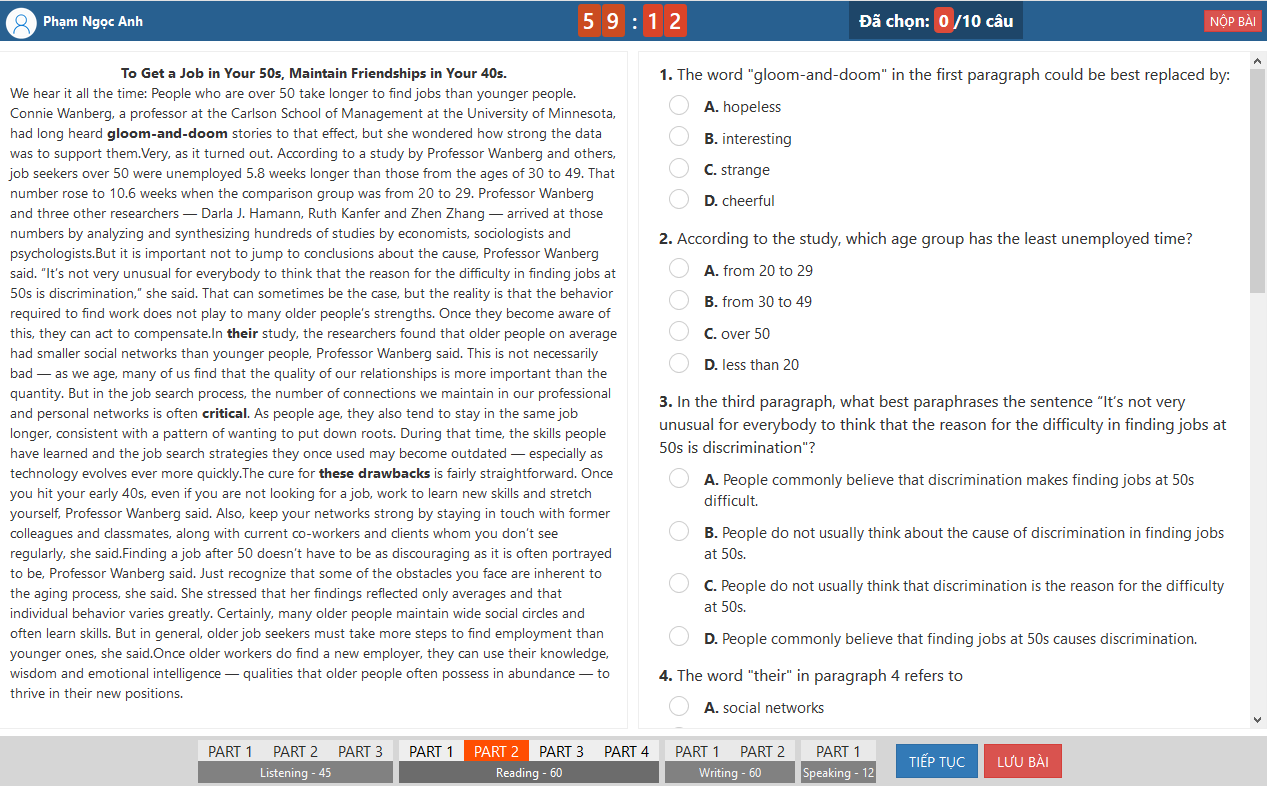 Phạm Ngọc Anh
59:12
Đã chọn: 0/10 câu
NỘP BÀI
To Get a Job in Your 50s, Maintain Friendships in Your 40s.
We hear it all the time: People who are over 50 take longer to find jobs than younger people.
Connie Wanberg, a professor at the Carlson School of Management at the University of Minnesota,
had long heard gloom-and-doom stories to that effect, but she wondered how strong the data
was to support them.Very, as it turned out. According to a study by Professor Wanberg and others,
job seekers over 50 were unemployed 5.8 weeks longer than those from the ages of 30 to 49. That
number rose to 10.6 weeks when the comparison group was from 20 to 29. Professor Wanberg
and three other researchers — Darla J. Hamann, Ruth Kanfer and Zhen Zhang — arrived at those
numbers by analyzing and synthesizing hundreds of studies by economists, sociologists and
psychologists.But it is important not to jump to conclusions about the cause, Professor Wanberg
said. "It's not very unusual for everybody to think that the reason for the difficulty in finding jobs at
50s is discrimination," she said. That can sometimes be the case, but the reality is that the behavior
required to find work does not play to many older people's strengths. Once they become aware of
this, they can act to compensate.In their study, the researchers found that older people on average
had smaller social networks than younger people, Professor Wanberg said. This is not necessarily
bad — as we age, many of us find that the quality of our relationships is more important than the
quantity. But in the job search process, the number of connections we maintain in our professional
and personal networks is often critical. As people age, they also tend to stay in the same job
longer, consistent with a pattern of wanting to put down roots. During that time, the skills people
have learned and the job search strategies they once used may become outdated — especially as
technology evolves ever more quickly.The cure for these drawbacks is fairly straightforward. Once
you hit your early 40s, even if you are not looking for a job, work to learn new skills and stretch
yourself, Professor Wanberg said. Also, keep your networks strong by staying in touch with former
colleagues and classmates, along with current co-workers and clients whom you don't see
regularly, she said.Finding a job after 50 doesn't have to be as discouraging as it is often portrayed
to be, Professor Wanberg said. Just recognize that some of the obstacles you face are inherent to
the aging process, she said. She stressed that her findings reflected only averages and that
individual behavior varies greatly. Certainly, many older people maintain wide social circles and
often learn skills. But in general, older job seekers must take more steps to find employment than
younger ones, she said.Once older workers do find a new employer, they can use their knowledge,
wisdom and emotional intelligence — qualities that older people often possess in abundance — to
thrive in their new positions.
1. The word "gloom-and-doom" in the first paragraph could be best replaced by:
A. hopeless
B. interesting
C. strange
D. cheerful
2. According to the study, which age group has the least unemployed time?
A. from 20 to 29
B. from 30 to 49
C. over 50
D. less than 20
3. In the third paragraph, what best paraphrases the sentence "It's not very
unusual for everybody to think that the reason for the difficulty in finding jobs at
50s is discrimination"?
A. People commonly believe that discrimination makes finding jobs at 50s
difficult.
B. People do not usually think about the cause of discrimination in finding jobs
at 50s.
C. People do not usually think that discrimination is the reason for the difficulty
at 50s.
D. People commonly believe that finding jobs at 50s causes discrimination.
4. The word "their" in paragraph 4 refers to
A. social networks
PART 1 PART 2 PART 3 PART 1 PART 2 PART 3 PART 4 PART 1 PART 2 PART 1
Listening - 45 Reading - 60 Writing - 60 Speaking - 12
TIẾP TỤC
LƯU BÀI